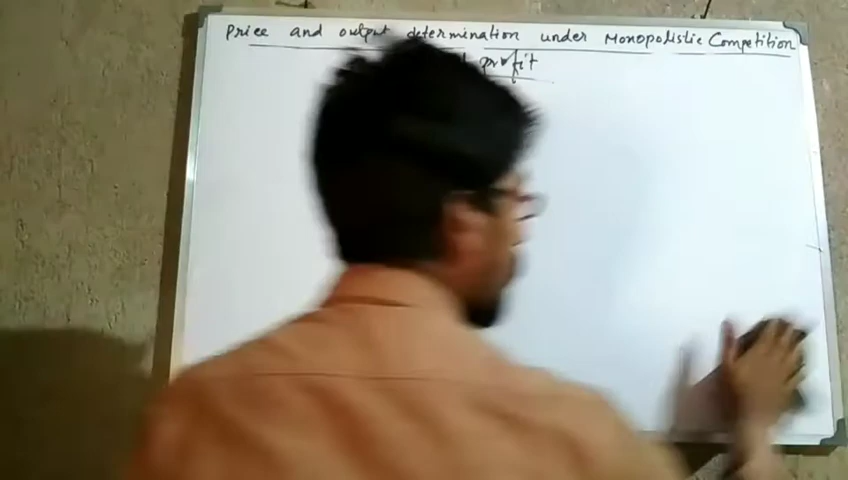 Price and output determination under Monopolistic Competition
profit